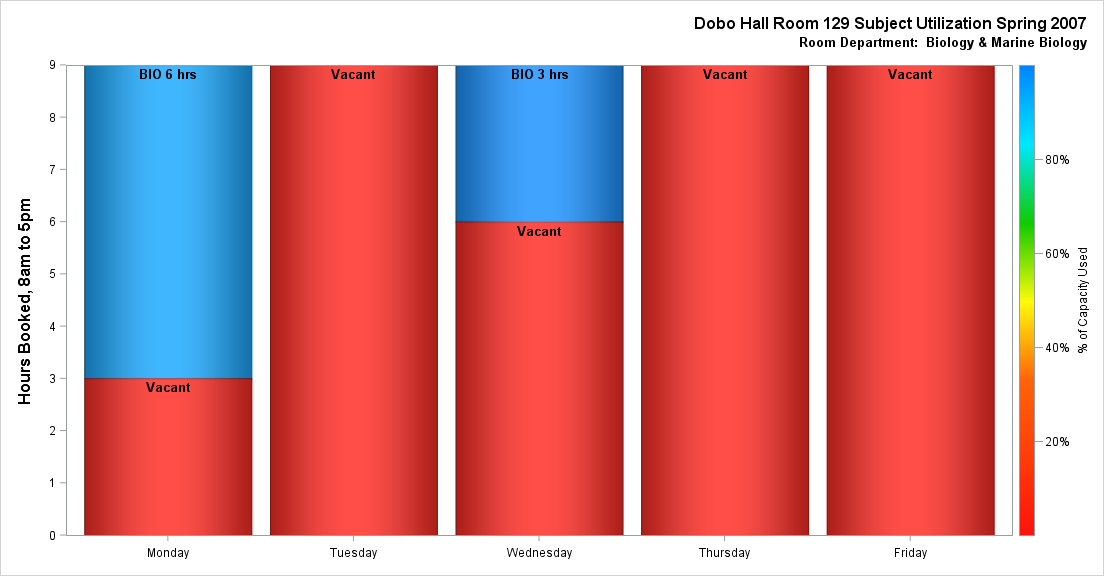 Dobo Hall Room 129 Subject Utilization Spring 2007
Room Department:  Biology & Marine Biology
Hours Booked, 8am to 5pm
9
8
7
6
5
4
3
2
1
0
BIO 6 hrs
Vacant
Vacant
BIO 3 hrs
Vacant
Vacant
Vacant
Monday
Tuesday
Wednesday
Thursday
Friday
80%
60%
40%
20%
% of Capacity Used